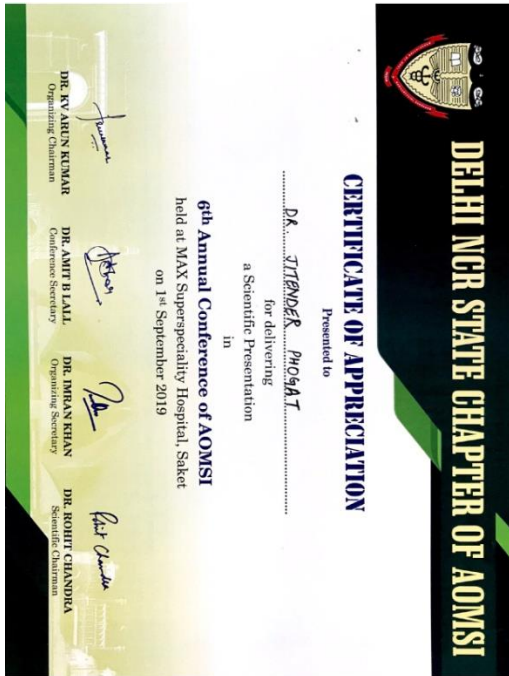 DELHI NCR STATE CHAPTER OF AOMSI
CERTIFICATE OF APPRECIATION
Presented to
DR. JITENDER PHOGAT
for delivering
a Scientific Presentation
in
6th Annual Conference of AOMSI
held at MAX Superspeciality Hospital, Saket
on 1st September 2019
Rohit Chandra
DR. KV ARUN KUMAR
Organizing Chairman
DR. AMIT B LALL
Conference Secretary
DR. IMRAN KHAN
Organizing Secretary
DR. ROHIT CHANDRA
Scientific Chairman